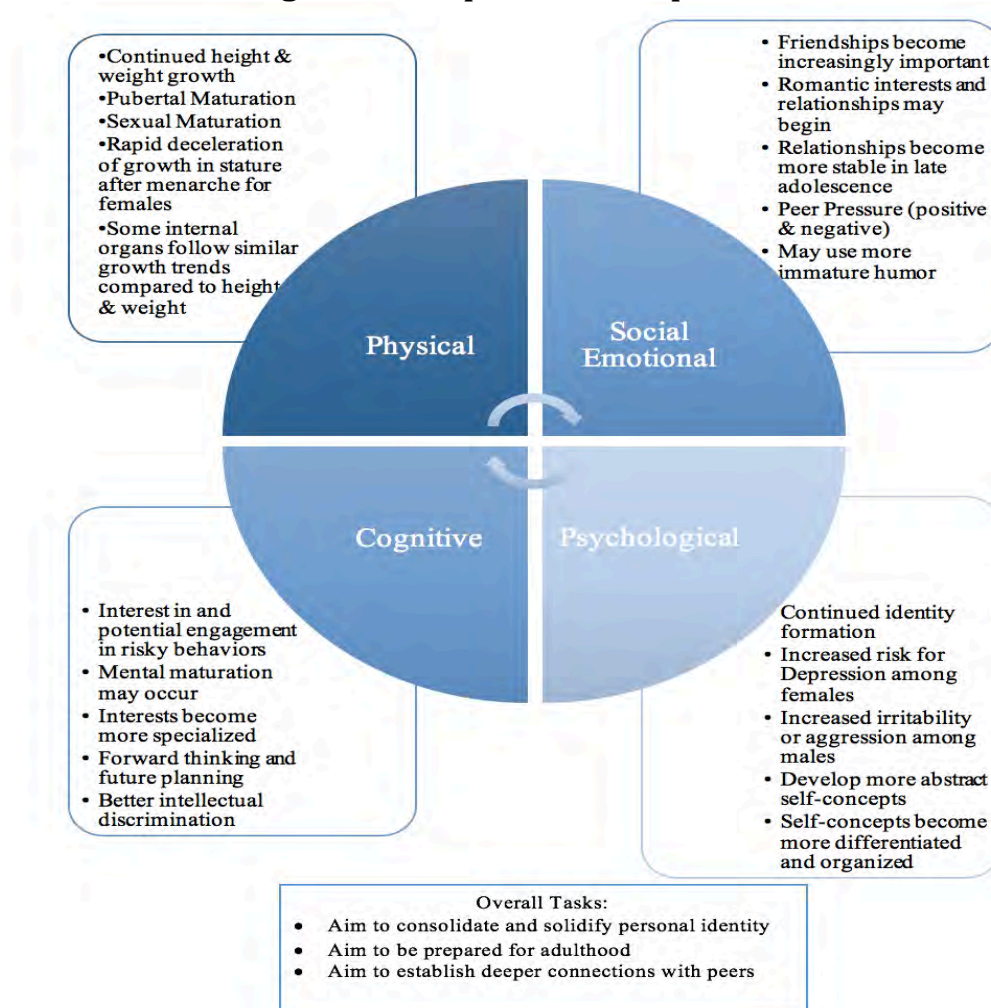 •Continued height &
weight growth
•Pubertal Maturation
•Sexual Maturation
•Rapid deceleration
of growth in stature
after menarche for
females
•Some internal
organs follow similar
growth trends
compared to height
& weight
• Friendships become
increasingly important
• Romantic interests and
relationships may
begin
• Relationships become
more stable in late
adolescence
• Peer Pressure (positive
& negative)
• May use more
immature humor
Physical
Social
Emotional
Cognitive
Psychological
• Interest in and
potential engagement
in risky behaviors
• Mental maturation
may occur
• Interests become
more specialized
• Forward thinking and
future planning
• Better intellectual
discrimination
Continued identity
formation
• Increased risk for
Depression among
females
• Increased irritability
or aggression among
males
• Develop more abstract
self-concepts
• Self-concepts become
more differentiated
and organized
Overall Tasks:
• Aim to consolidate and solidify personal identity
• Aim to be prepared for adulthood
• Aim to establish deeper connections with peers